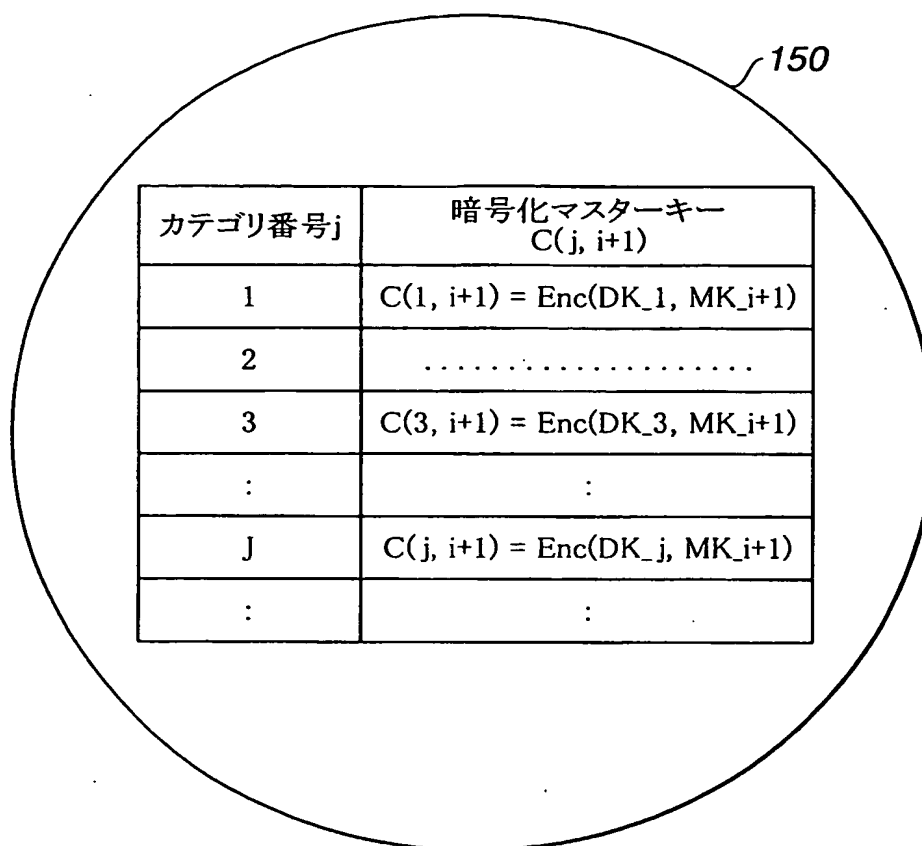 150
カテゴリ番号j
暗号化マスターキー
C(j, i+1)
1
C(1, i+1) = Enc(DK_1, MK_i+1)
2
.....................
3
C(3, i+1) = Enc(DK_3, MK_i+1)
:
:
J
C(j, i+1) = Enc(DK_j, MK_i+1)
:
: